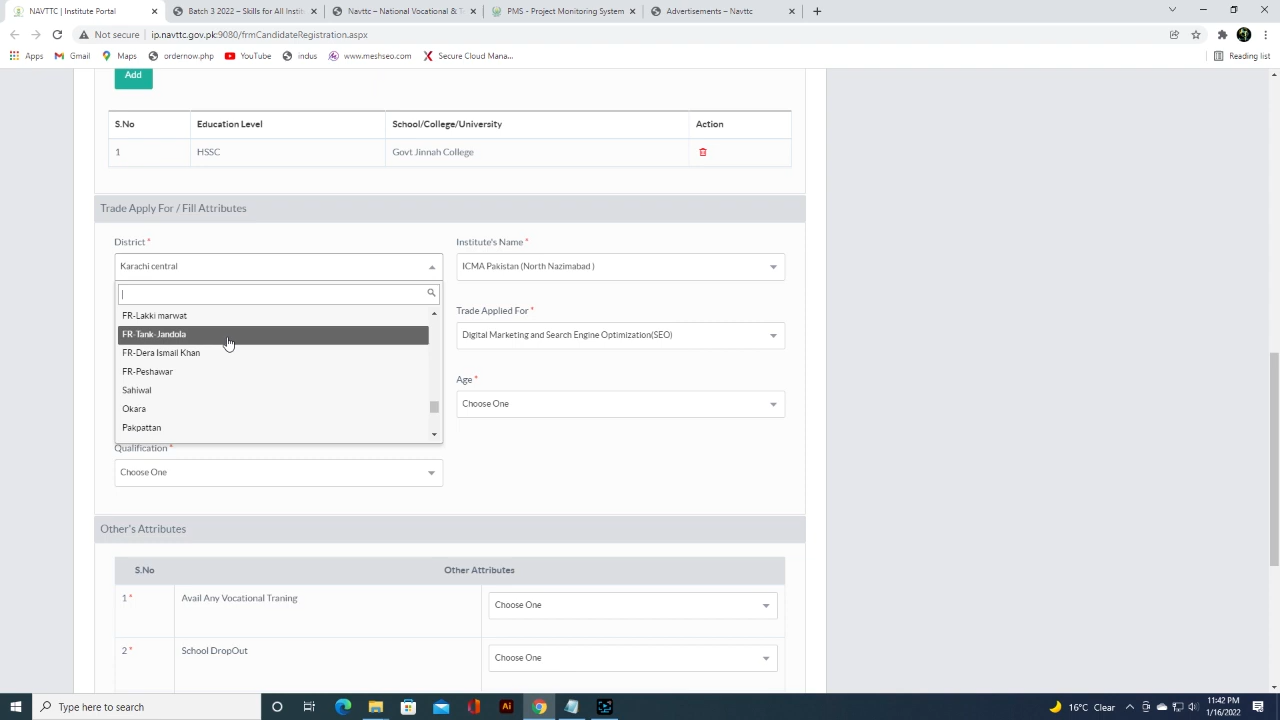 NAVTTC
Batch 3 2022 – Skills for All Instit
Navttc – National Vocational & T
PMS - Project Monitoring System
Advertisements – Navttc
Not secure
ip.navttc.gov.pk:9080/frmCandidateRegistration.aspx
Apps
Gmail
Maps
ordernow.php
YouTube
indus
www.meshseo.com
Secure Cloud Mana...
Reading list
Add
S.No Education Level School/College/University Action
1 HSSC Govt Jinnah College
Trade Apply For / Fill Attributes
District * Institute's Name *
Karachi central ICMA Pakistan (North Nazimabad )
FR-Lakki marwat
Trade Applied For *
FR-Tank-Jandola Digital Marketing and Search Engine Optimization(SEO)
FR-Dera Ismail Khan
FR-Peshawar
Age *
Sahiwal
Okara Choose One
Pakpattan
Qualification *
Choose One
Other's Attributes
S.No Other Attributes
1 * Avail Any Vocational Traning Choose One
2 * School DropOut Choose One
Type here to search
Ai
16°C Clear
11:42 PM
1/16/2022